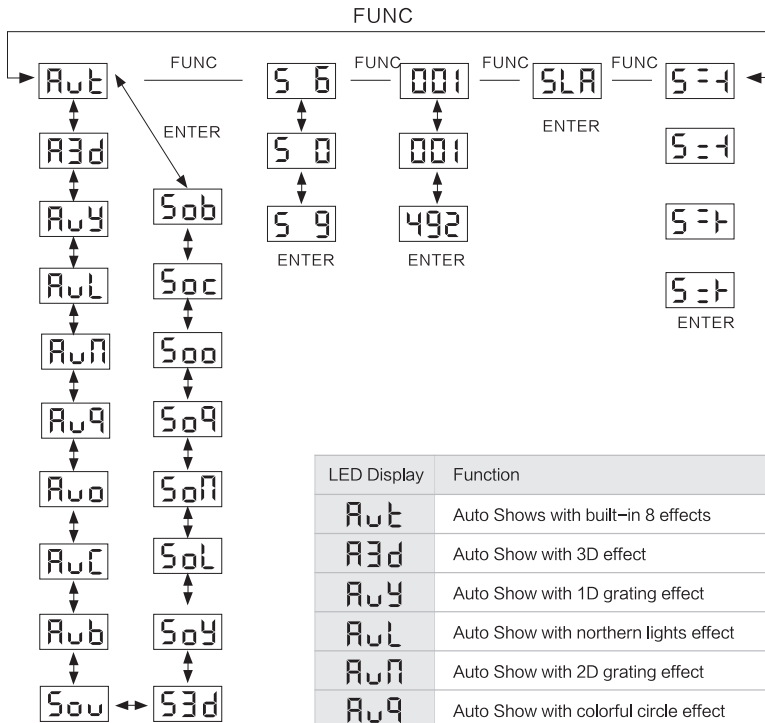 FUNC
Aut FUNC S 6 FUNC 001 FUNC SLA FUNC S
ENTER ENTER
A3d S 0 001
AuY Sob S 9 492
ENTER ENTER
AuL Soc
ENTER
Aun Soo
Auq Soq
Auo Son
AuC SoL
Aub SoY
Sou S3d
LED Display Function
Aut Auto Shows with built-in 8 effects
A3d Auto Show with 3D effect
AuY Auto Show with 1D grating effect
AuL Auto Show with northern lights effect
Aun Auto Show with 2D grating effect
Auq Auto Show with colorful circle effect